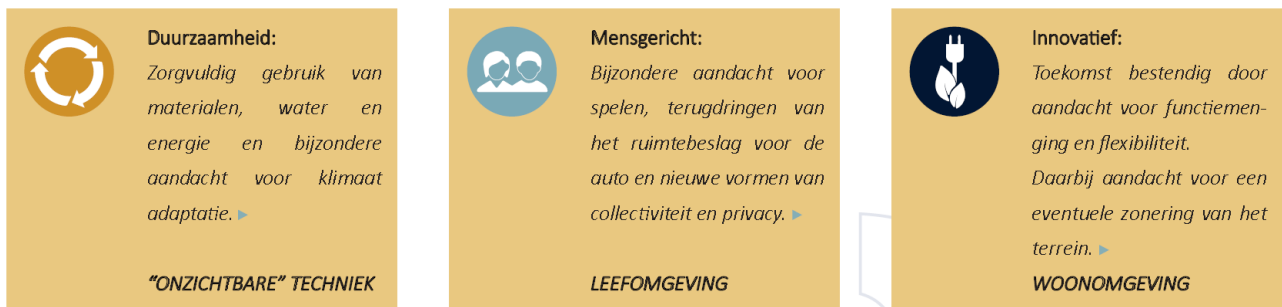 Duurzaamheid:
Zorgvuldig gebruik van
materialen, water en
energie en bijzondere
aandacht voor klimaat
adaptatie. ►
"ONZICHTBARE" TECHNIEK
Mensgericht:
Bijzondere aandacht voor
spelen, terugdringen van
het ruimtebeslag voor de
auto en nieuwe vormen van
collectiviteit en privacy. ►
LEEFOMGEVING
Innovatief:
Toekomst bestendig door
aandacht voor functiemen-
ging en flexibiliteit.
Daarbij aandacht voor een
eventuele zonering van het
terrein. ►
WOONOMGEVING